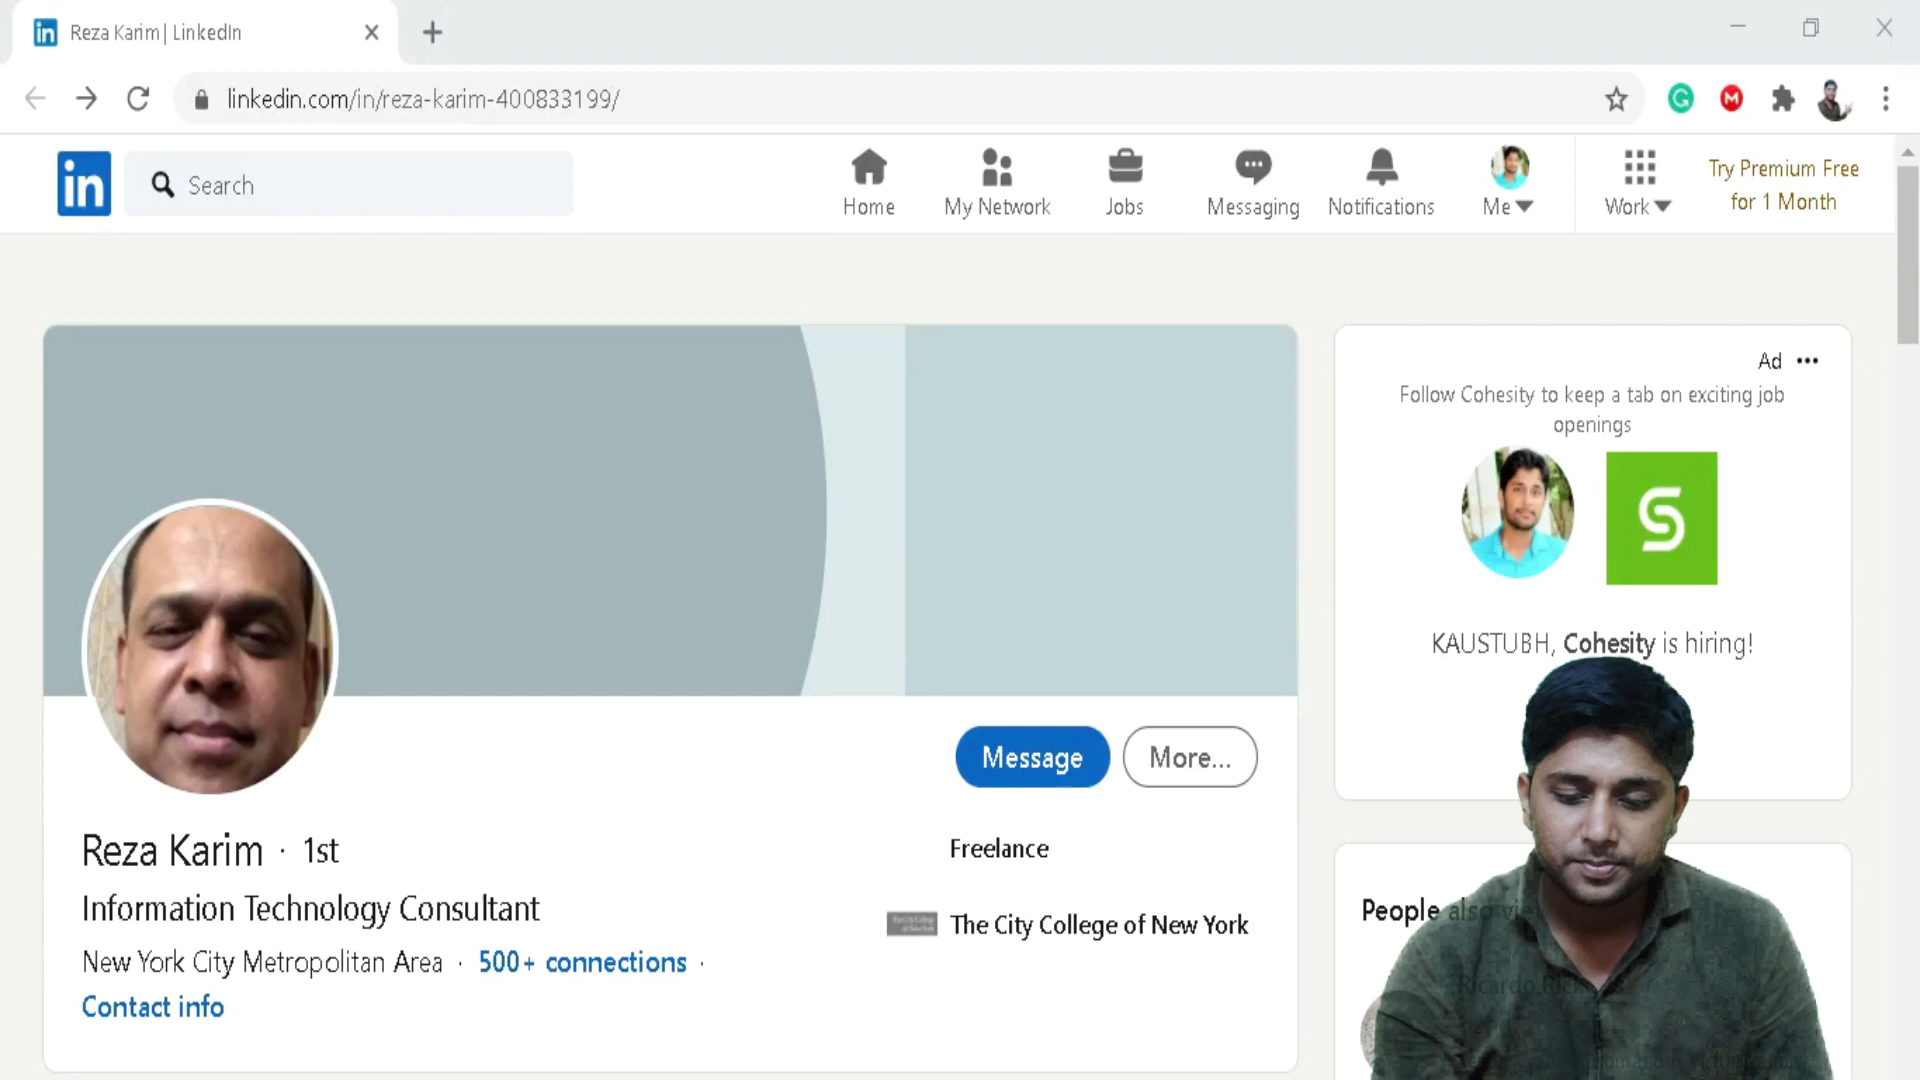 Reza Karim | LinkedIn
linkedin.com/in/reza-karim-400833199/
in
Search
Home
My Network
Jobs
Messaging
Notifications
Me
Work
Try Premium Free
for 1 Month
Ad
Follow Cohesity to keep a tab on exciting job
openings
KAUSTUBH, Cohesity is hiring!
Message
More...
Reza Karim · 1st
Information Technology Consultant
New York City Metropolitan Area · 500+ connections ·
Contact info
Freelance
The City College of New York
People also
Ricardo